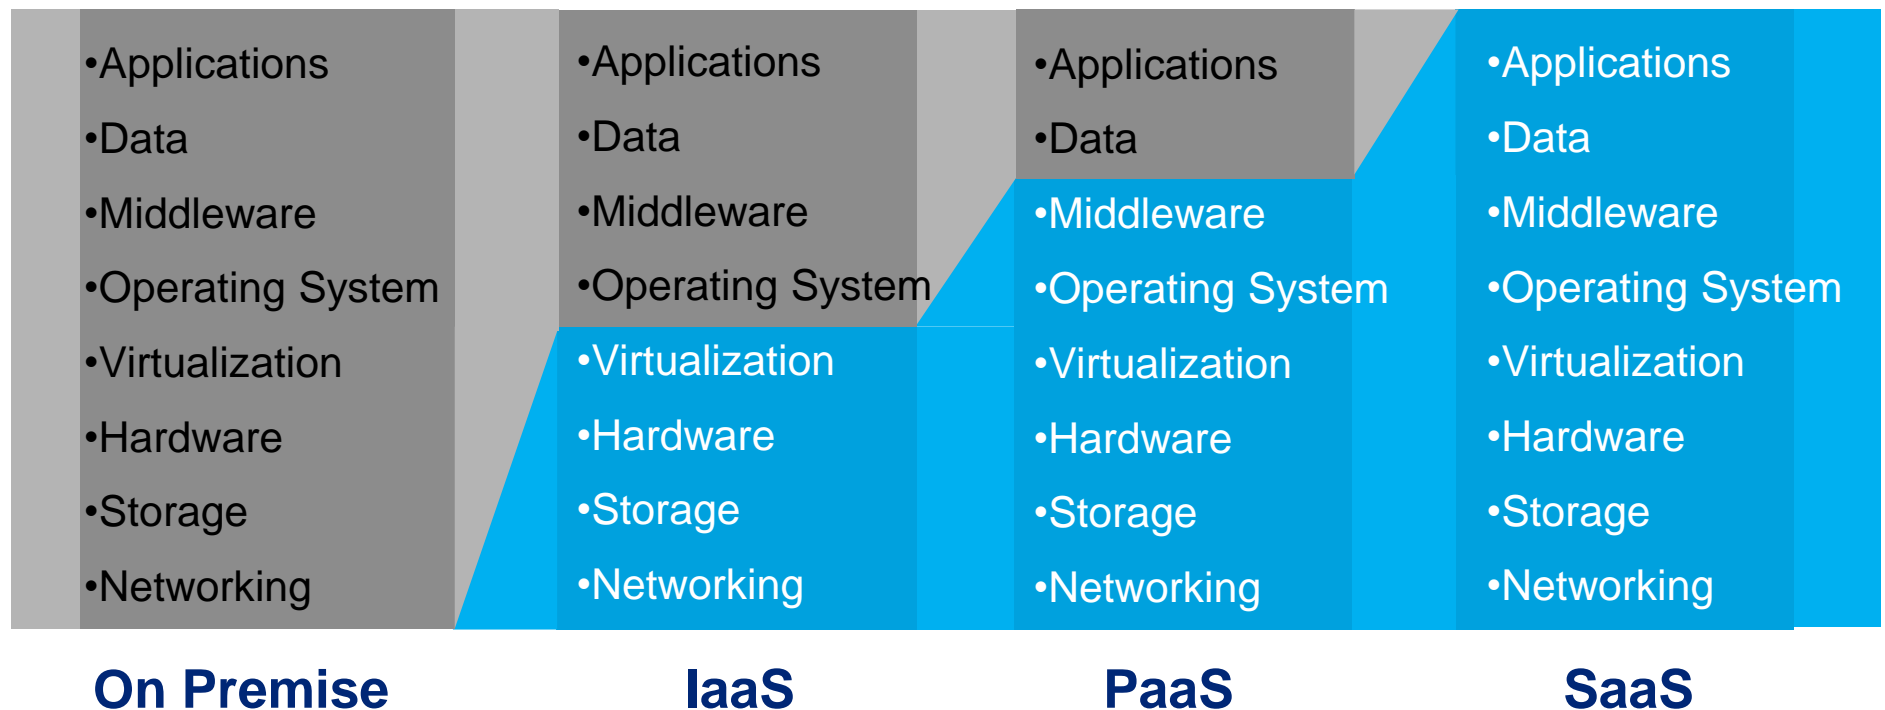 •Applications
•Data
•Middleware
•Operating System
•Virtualization
•Hardware
•Storage
•Networking
On Premise
•Applications
•Data
•Middleware
•Operating System
•Virtualization
•Hardware
•Storage
•Networking
IaaS
•Applications
•Data
•Middleware
•Operating System
•Virtualization
•Hardware
•Storage
•Networking
PaaS
•Applications
•Data
•Middleware
•Operating System
•Virtualization
•Hardware
•Storage
•Networking
SaaS